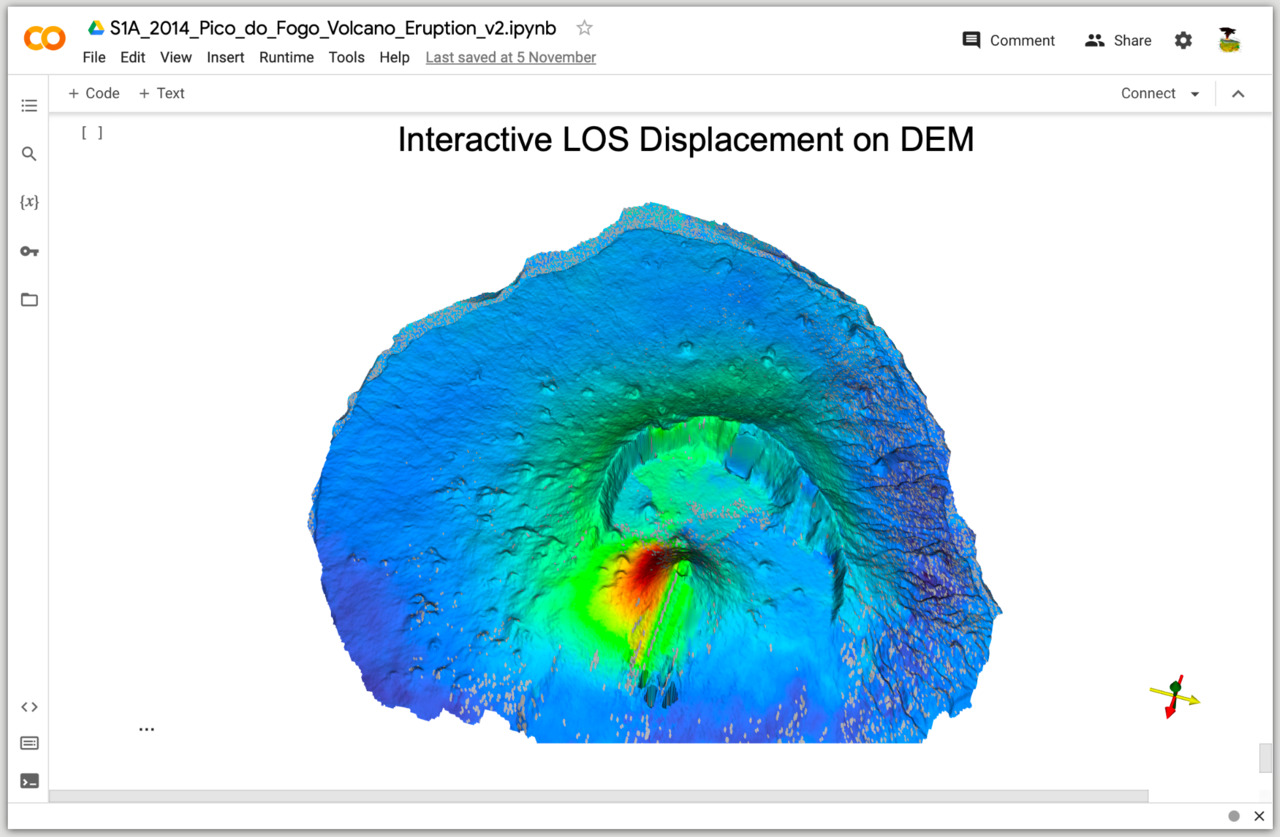 S1A_2014_Pico_do_Fogo_Volcano_Eruption_v2.ipynb
File Edit View Insert Runtime Tools Help Last saved at 5 November
Comment Share
+ Code + Text
Connect
[ ]
Interactive LOS Displacement on DEM
{x}
...